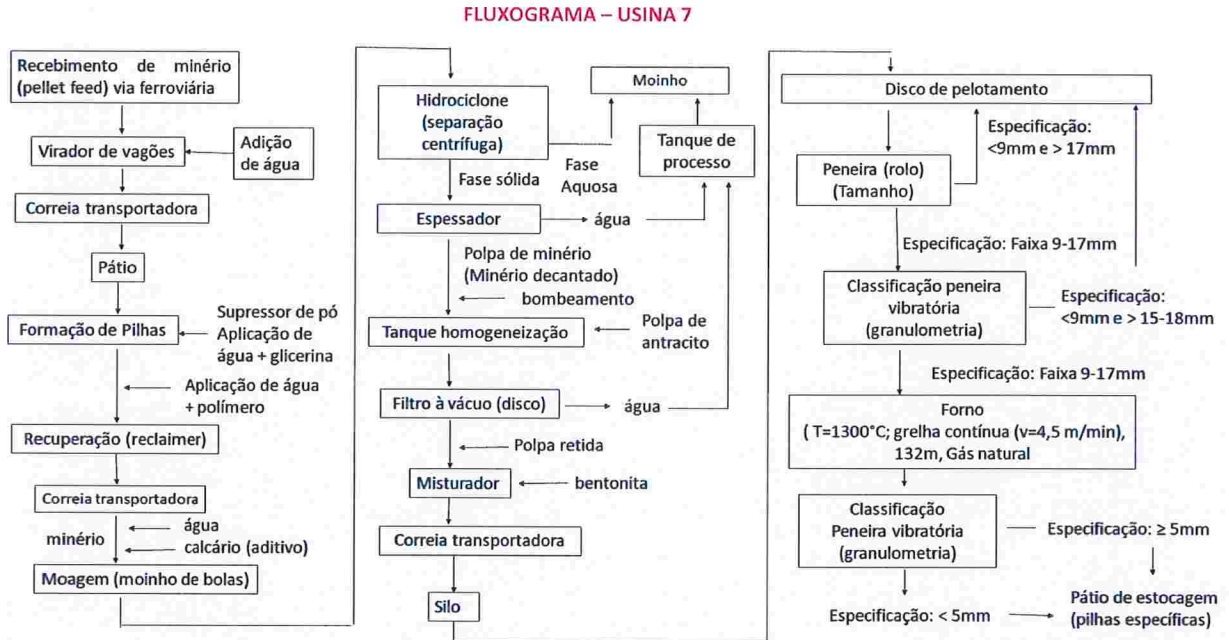 FLUXOGRAMA – USINA 7
Recebimento de minério
(pellet feed) via ferroviária
Virador de vagões
Adição
de água
Correia transportadora
Pátio
Formação de Pilhas
Supressor de pó
Aplicação de
água + glicerina
Aplicação de água
+ polímero
Recuperação (reclaimer)
Correia transportadora
minério
água
calcário (aditivo)
Moagem (moinho de bolas)
Hidrociclone
(separação
centrífuga)
Moinho
Tanque de
processo
Fase sólida
Fase
Aquosa
Espessador
água
Polpa de minério
(Minério decantado)
bombeamento
Tanque homogeneização
Polpa de
antracito
Filtro à vácuo (disco)
água
Polpa retida
Misturador
bentonita
Correia transportadora
Silo
Disco de pelotamento
Especificação:
<9mm e > 17mm
Peneira (rolo)
(Tamanho)
Especificação: Faixa 9-17mm
Classificação peneira
vibratória
(granulometria)
Especificação:
<9mm e > 15-18mm
Especificação: Faixa 9-17mm
Forno
( T=1300°C; grelha contínua (v=4,5 m/min),
132m, Gás natural
Classificação
Peneira vibratória
(granulometria)
Especificação: ≥ 5mm
Especificação: < 5mm
Pátio de estocagem
(pilhas específicas)